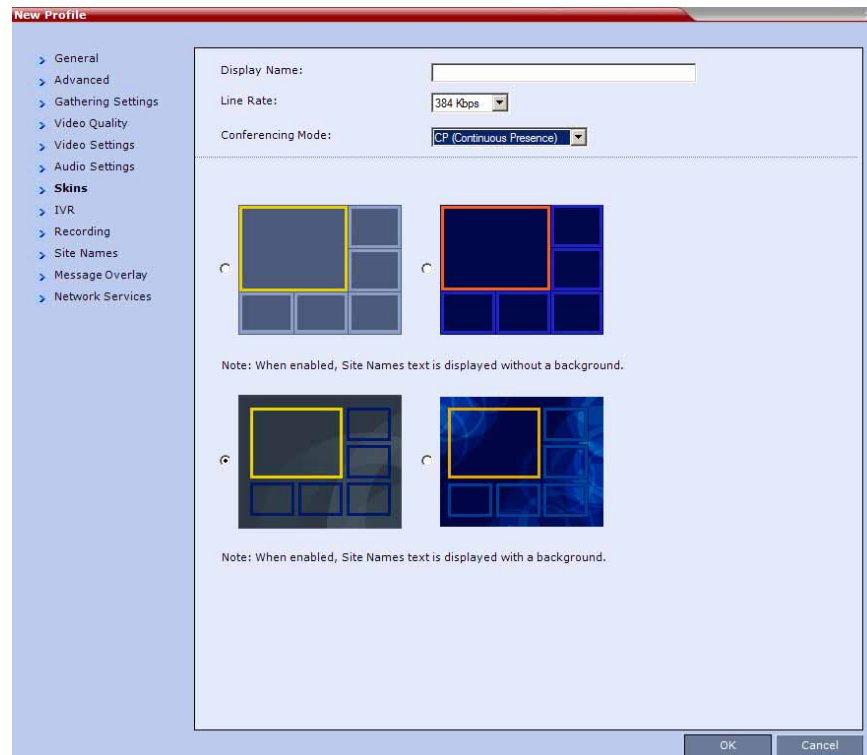 New Profile
General
Advanced
Gathering Settings
Video Quality
Video Settings
Audio Settings
Skins
IVR
Recording
Site Names
Message Overlay
Network Services
Display Name:
Line Rate:
384 Kbps
Conferencing Mode:
CP (Continuous Presence)
Note: When enabled, Site Names text is displayed without a background.
Note: When enabled, Site Names text is displayed with a background.
OK
Cancel